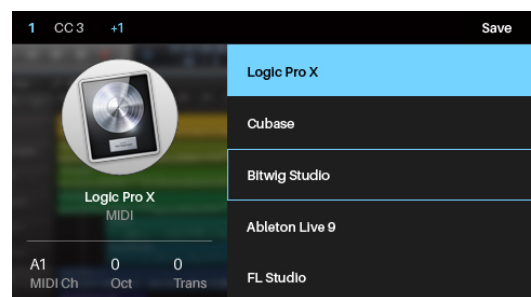 1 CC 3 +1 Save
Logic Pro X
Cubase
Bitwig Studio
Ableton Live 9
FL Studio
Logic Pro X
MIDI
A1 0 0
MIDI Ch Oct Trans